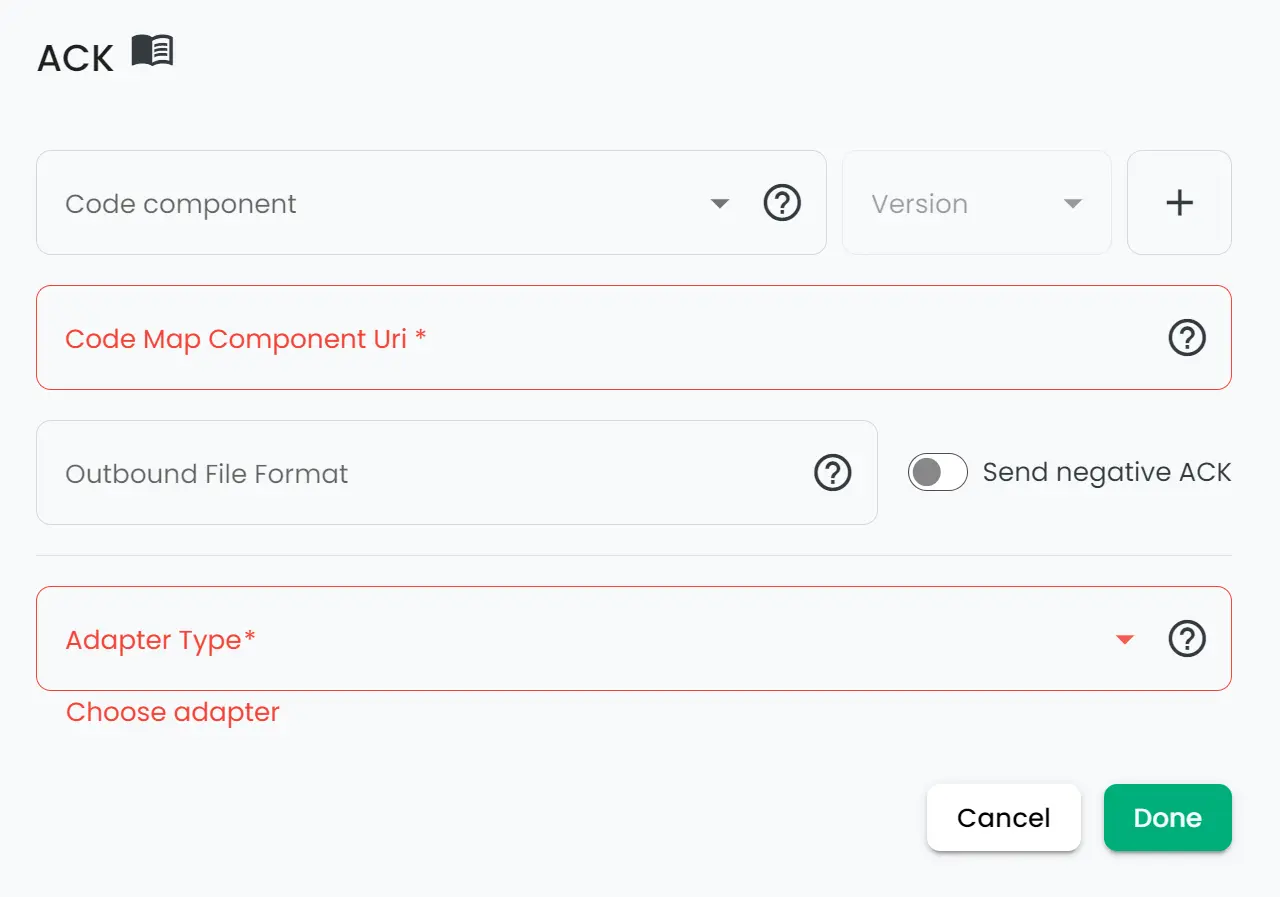 ACK
Code component
Version
Code Map Component Uri *
Outbound File Format
Send negative ACK
Adapter Type*
Choose adapter
Cancel
Done